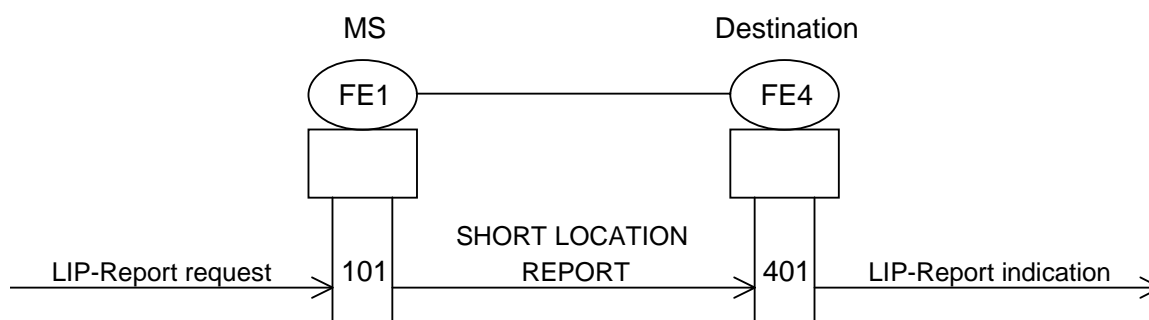 MS
Destination
FE1
FE4
SHORT LOCATION
REPORT
LIP-Report request
101
401
LIP-Report indication